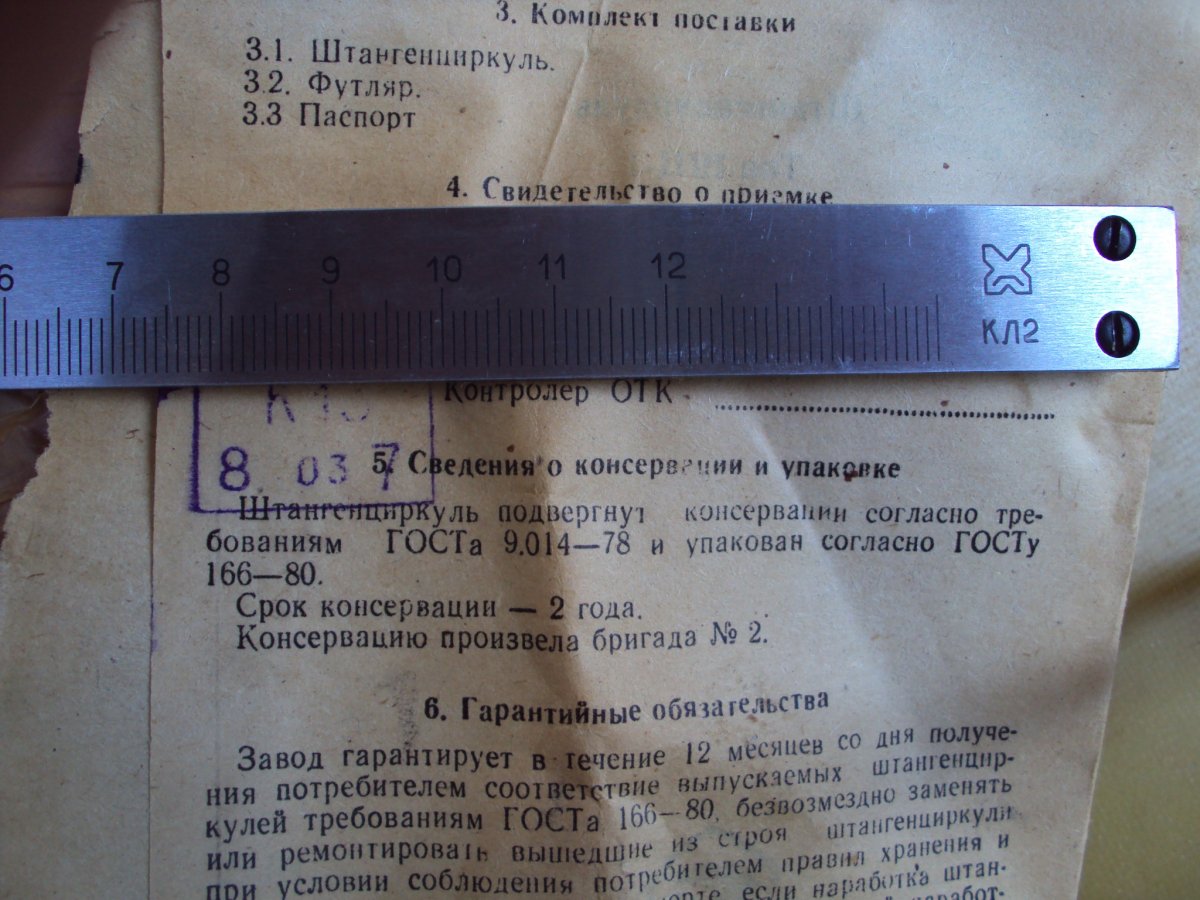 3. Комплект поставки
3.1. Штангенциркуль.
3.2. Футляр.
3.3 Паспорт
4. Свидетельство о приемке
6 7 8 9 10 11 12
КЛ2
Контролер ОТК
8 03 7
5. Сведения о консервации и упаковке
Штангенциркуль подвергнут консервации согласно тре-
бованиям ГОСТа 9.014—78 и упакован согласно ГОСТу
166—80.
Срок консервации — 2 года.
Консервацию произвела бригада № 2.
6. Гарантийные обязательства
Завод гарантирует в течение 12 месяцев со дня получе-
ния потребителем соответствие выпускаемых штангенцир-
кулей требованиям ГОСТа 166—80, безвозмездно заменять
или ремонтировать вышедшие из строя штангенциркули
при условии соблюдения потребителем правил хранения и
если наработка штан-